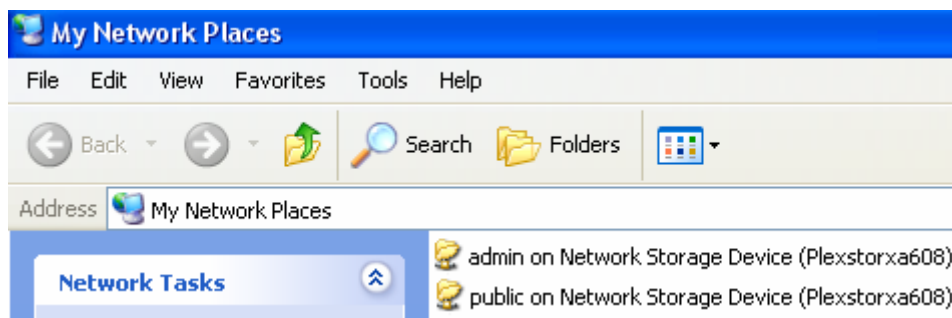 My Network Places
File Edit View Favorites Tools Help
Back Search Folders
Address My Network Places
Network Tasks
admin on Network Storage Device (Plexstorxa608)
public on Network Storage Device (Plexstorxa608)